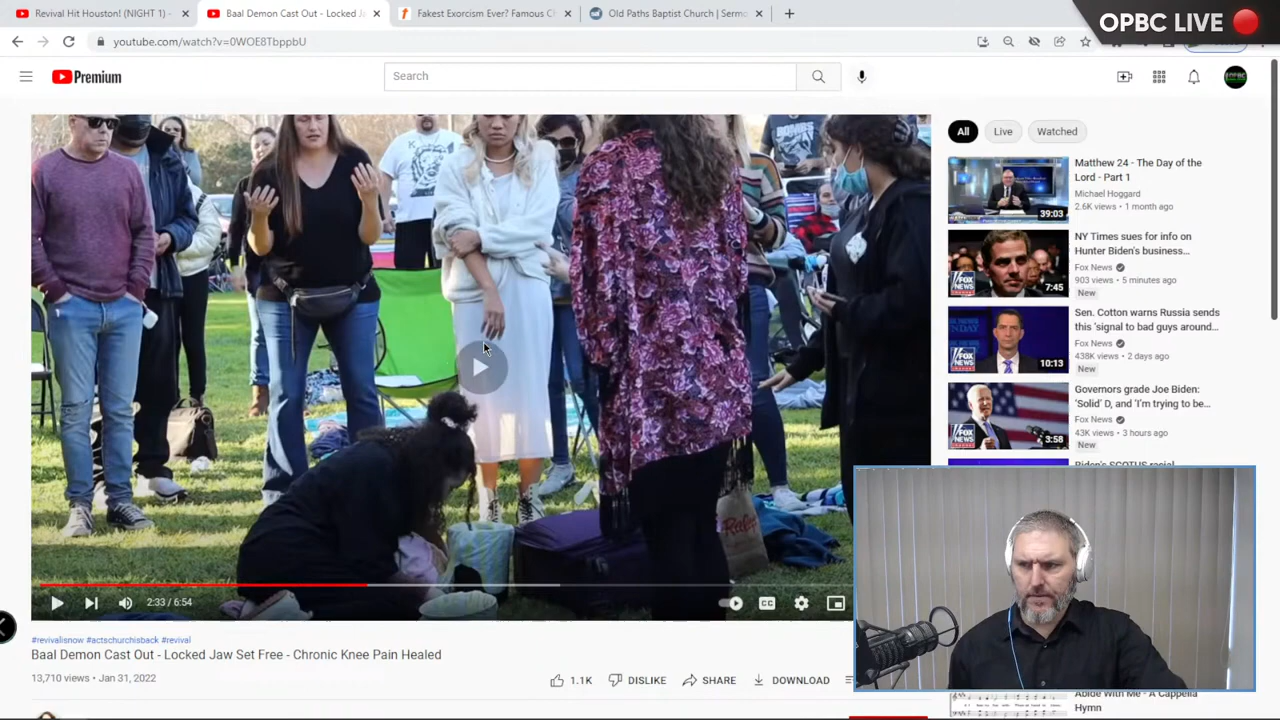 Revival Hit Houston! (NIGHT 1) -
Baal Demon Cast Out - Locked Ja
Fakest Exorcism Ever? Famous C
Old Paths Baptist Church | Sermo
OPBC LIVE
youtube.com/watch?v=0WOE8TbppbU
Premium
Search
All
Live
Watched
Matthew 24 - The Day of the
Lord - Part 1
Michael Hoggard
2.6K views • 1 month ago
39:03
NY Times sues for info on
Hunter Biden's business...
Fox News
903 views • 5 minutes ago
New
7:45
Sen. Cotton warns Russia sends
this 'signal to bad guys around...
Fox News
438K views • 2 days ago
New
10:13
Governors grade Joe Biden:
'Solid' D, and 'I'm trying to be...
Fox News
43K views • 3 hours ago
New
3:58
Biden's SCOTUS racial
2:33 / 6:54
CC
#revivalisnow #actschurchisback #revival
Baal Demon Cast Out - Locked Jaw Set Free - Chronic Knee Pain Healed
13,710 views • Jan 31, 2022
1.1K
DISLIKE
SHARE
DOWNLOAD
Abide With Me - A Cappella
Hymn